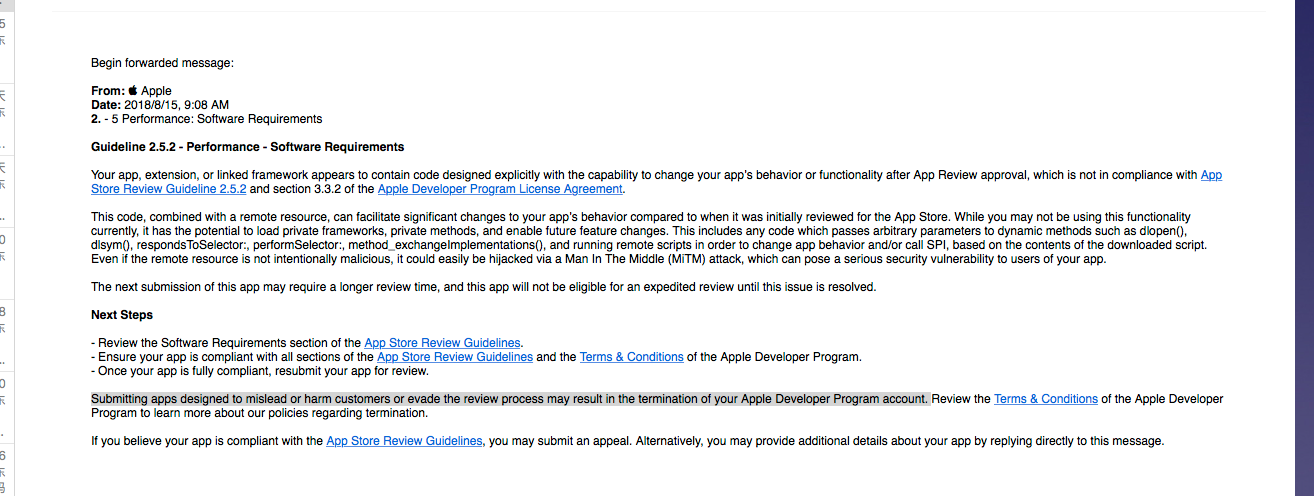 Begin forwarded message:
From: Apple
Date: 2018/8/15, 9:08 AM
2. - 5 Performance: Software Requirements
Guideline 2.5.2 - Performance - Software Requirements
Your app, extension, or linked framework appears to contain code designed explicitly with the capability to change your app's behavior or functionality after App Review approval, which is not in compliance with App
Store Review Guideline 2.5.2 and section 3.3.2 of the Apple Developer Program License Agreement.
This code, combined with a remote resource, can facilitate significant changes to your app's behavior compared to when it was initially reviewed for the App Store. While you may not be using this functionality
currently, it has the potential to load private frameworks, private methods, and enable future feature changes. This includes any code which passes arbitrary parameters to dynamic methods such as dlopen(),
dlsym(), respondsToSelector:, performSelector:, method_exchangeImplementations(), and running remote scripts in order to change app behavior and/or call SPI, based on the contents of the downloaded script.
Even if the remote resource is not intentionally malicious, it could easily be hijacked via a Man In The Middle (MiTM) attack, which can pose a serious security vulnerability to users of your app.
The next submission of this app may require a longer review time, and this app will not be eligible for an expedited review until this issue is resolved.
Next Steps
- Review the Software Requirements section of the App Store Review Guidelines.
- Ensure your app is compliant with all sections of the App Store Review Guidelines and the Terms & Conditions of the Apple Developer Program.
- Once your app is fully compliant, resubmit your app for review.
Submitting apps designed to mislead or harm customers or evade the review process may result in the termination of your Apple Developer Program account. Review the Terms & Conditions of the Apple Developer
Program to learn more about our policies regarding termination.
If you believe your app is compliant with the App Store Review Guidelines, you may submit an appeal. Alternatively, you may provide additional details about your app by replying directly to this message.